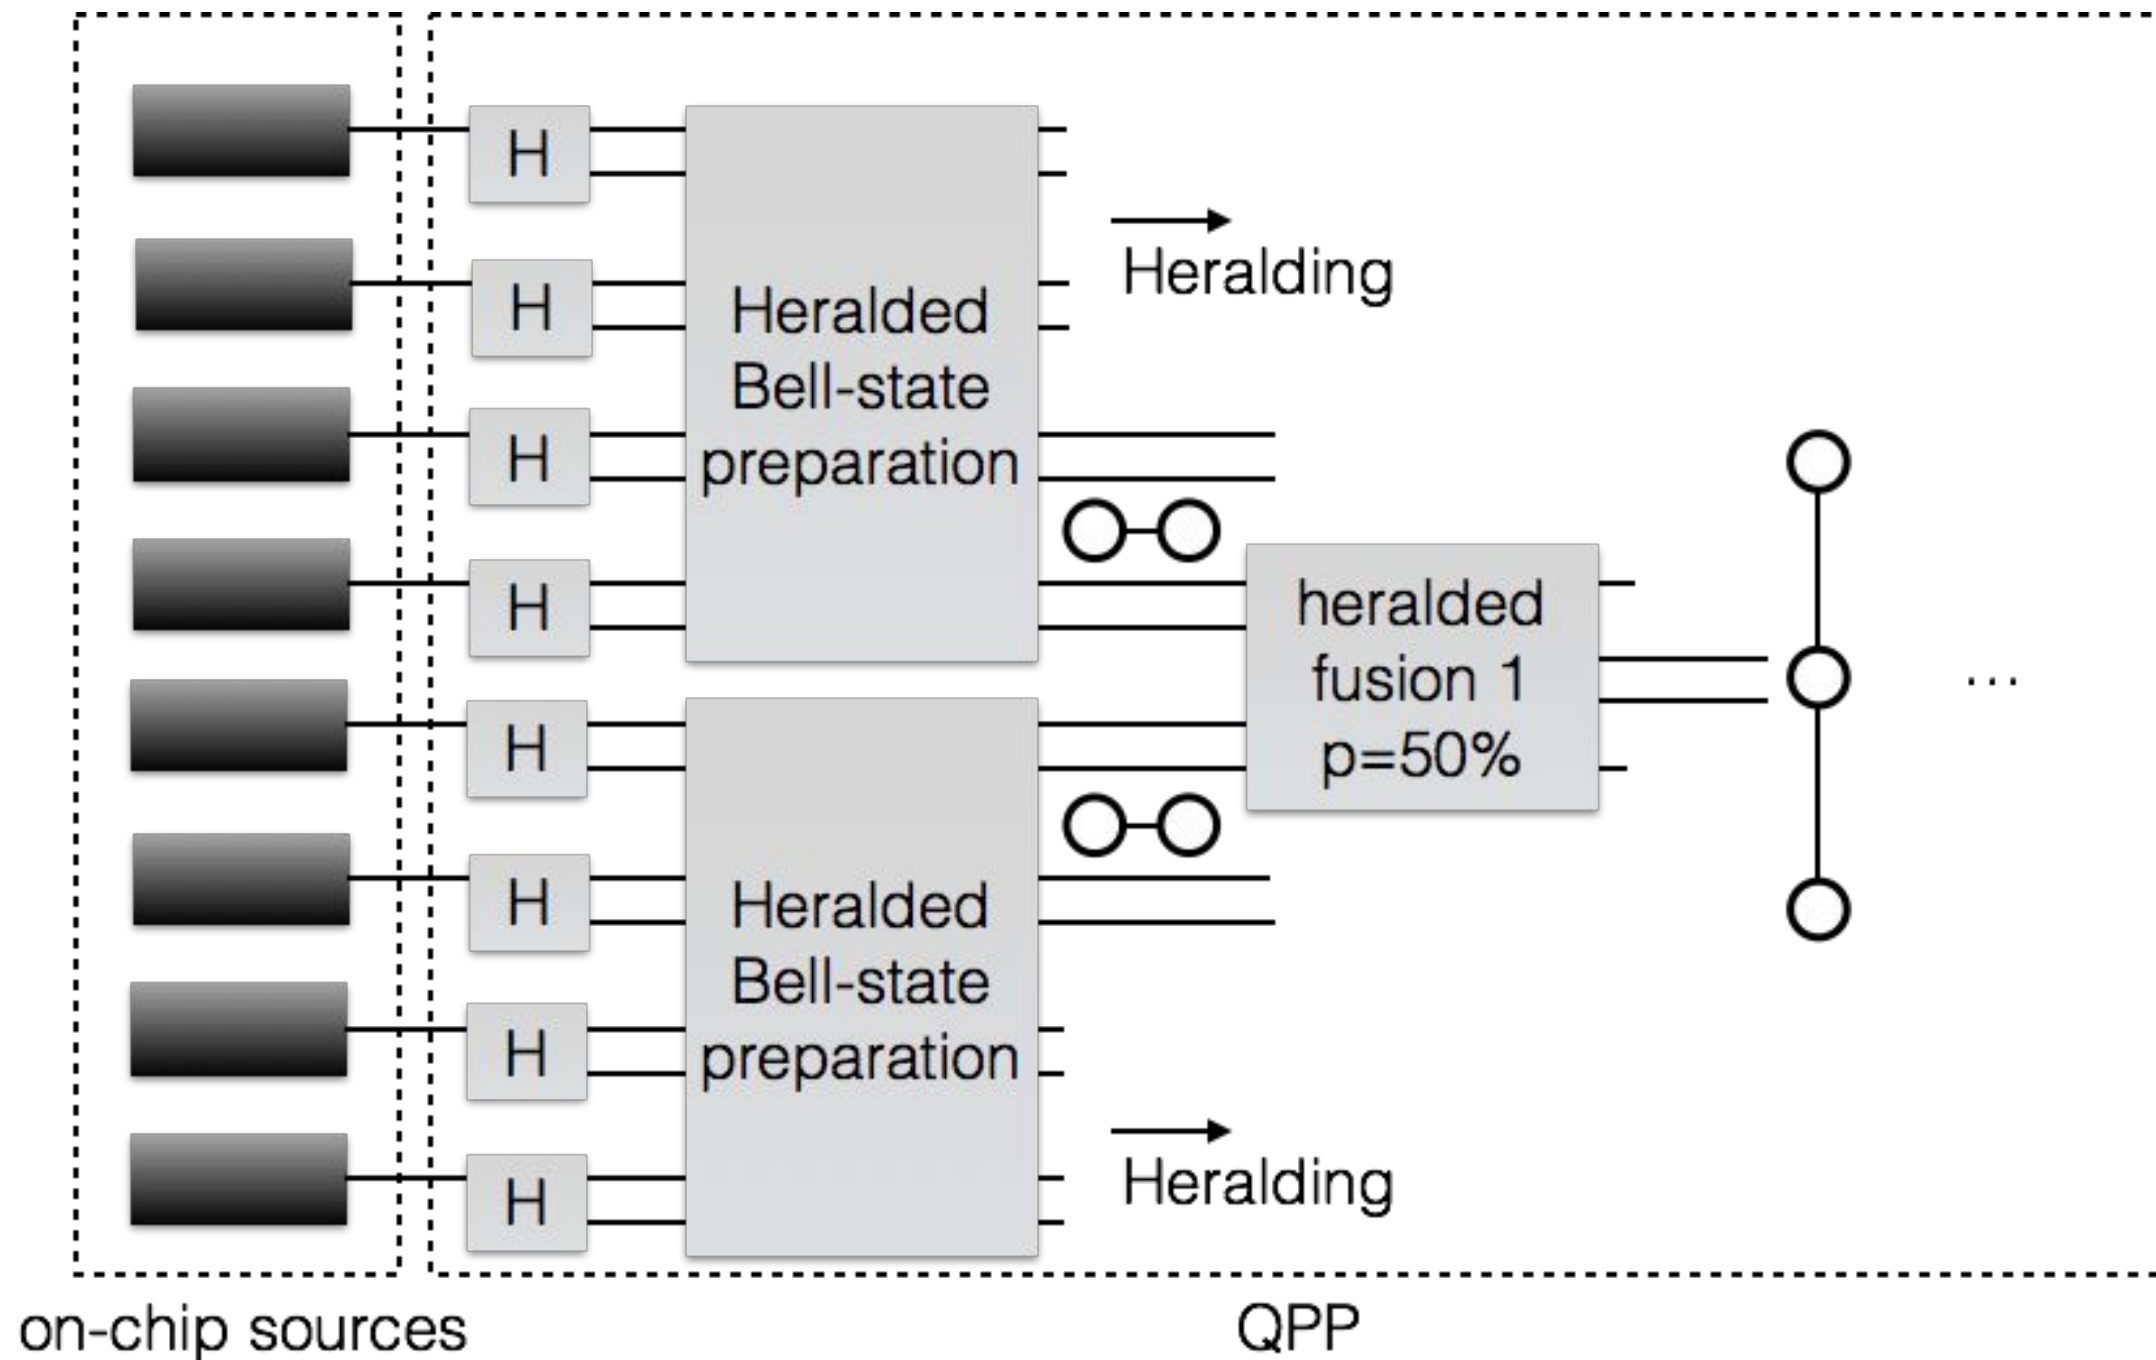 H
H
H
H
H
H
H
H
Heralded
Bell-state
preparation
Heralding
heralded
fusion 1
p=50%
...
Heralded
Bell-state
preparation
Heralding
on-chip sources
QPP